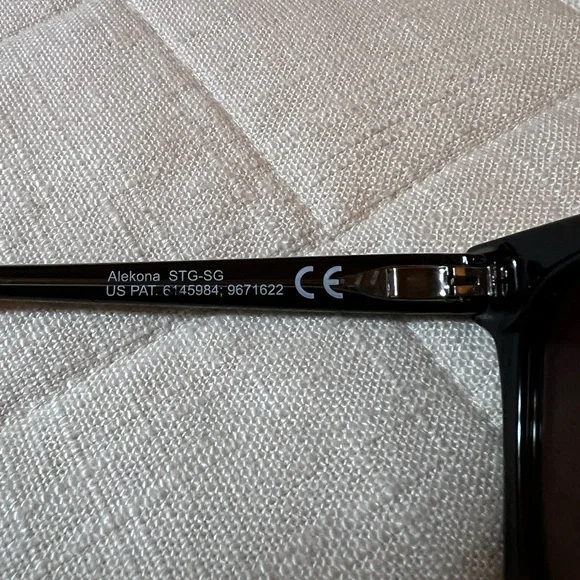 Alekona STG-SG
US PAT. 6145984; 9671622
CE